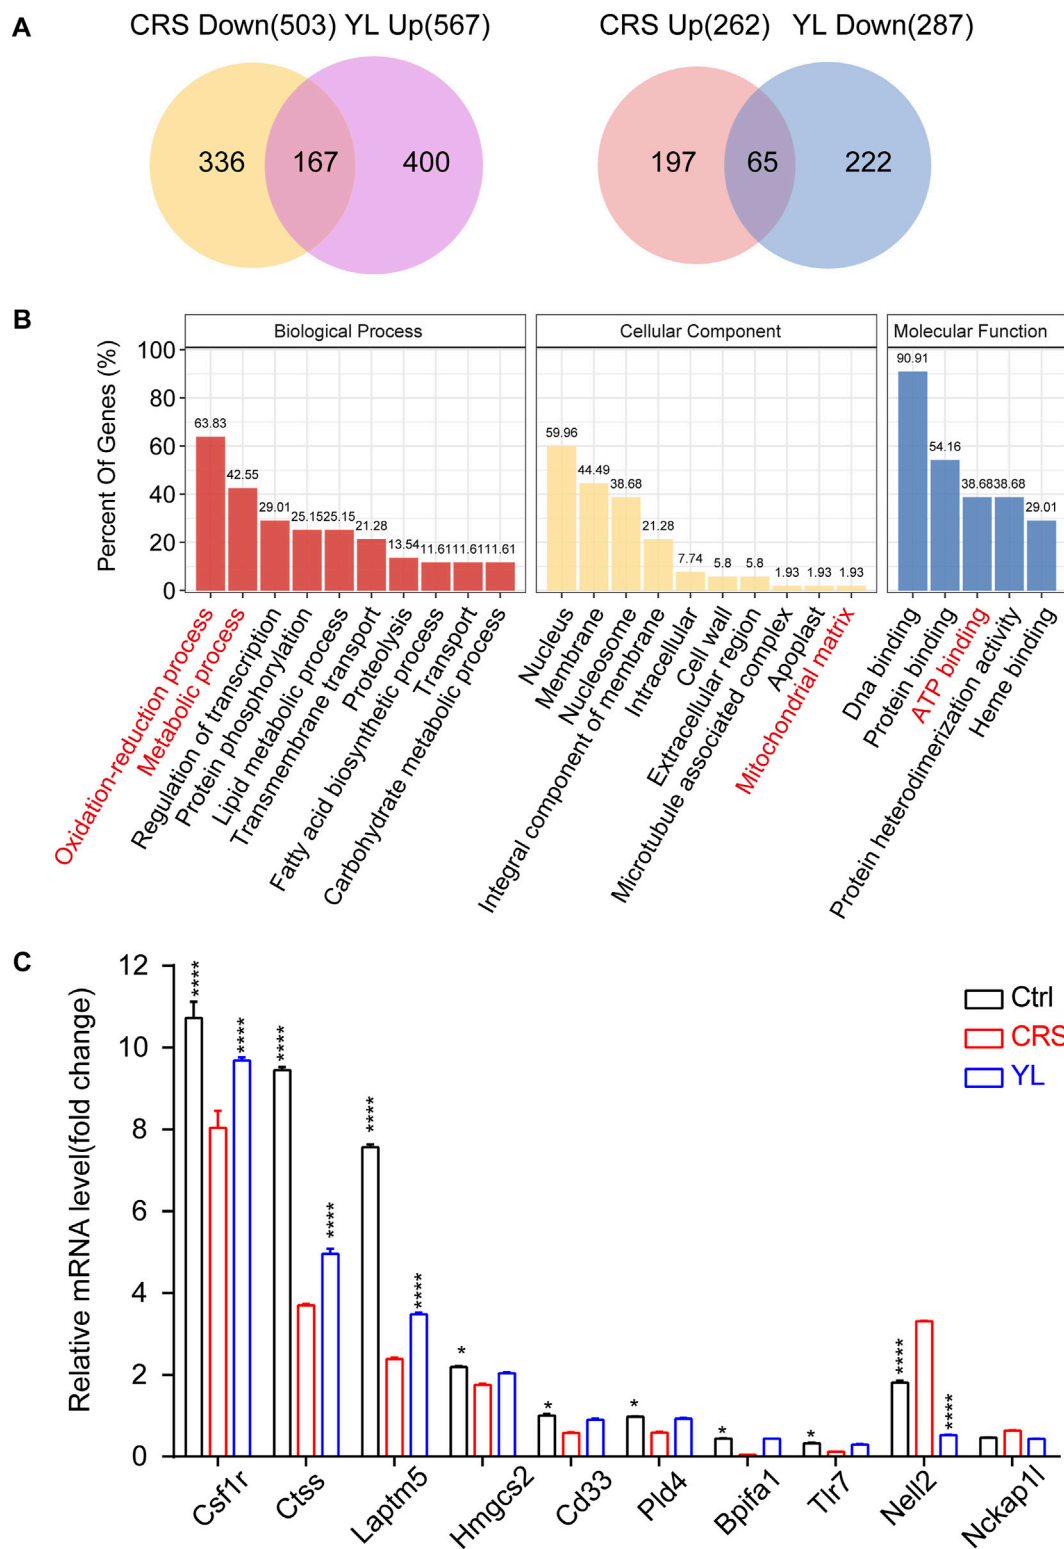 A
CRS Down(503) YL Up(567)
CRS Up(262) YL Down(287)
336 167 400
197 65 222
B
Biological Process
Cellular Component
Molecular Function
Percent Of Genes (%)
100
80
60
40
20
0
63.83
42.55
29.01
25.15
25.15
21.28
13.54
11.61
11.61
11.61
59.96
44.49
38.68
21.28
7.74
5.8
5.8
1.93
1.93
1.93
90.91
54.16
38.68
38.68
29.01
Oxidation-reduction process
Metabolic process
Regulation of transcription
Protein phosphorylation
Lipid metabolic process
Transmembrane transport
Proteolysis
Fatty acid biosynthetic process
Transport
Carbohydrate metabolic process
Nucleus
Membrane
Nucleosome
Integral component of membrane
Intracellular
Cell wall
Extracellular region
Microtubule associated complex
Apoplast
Mitochondrial matrix
Dna binding
Protein binding
ATP binding
Protein heterodimerization activity
Heme binding
C
Relative mRNA level(fold change)
12
10
8
6
4
2
0
****
****
****
****
****
****
*
*
*
*
*
****
****
Ctrl
CRS
YL
Csf1r
Ctss
Laptm5
Hmgcs2
Cd33
Pld4
Bpifa1
Tlr7
Nell2
Nckap1l